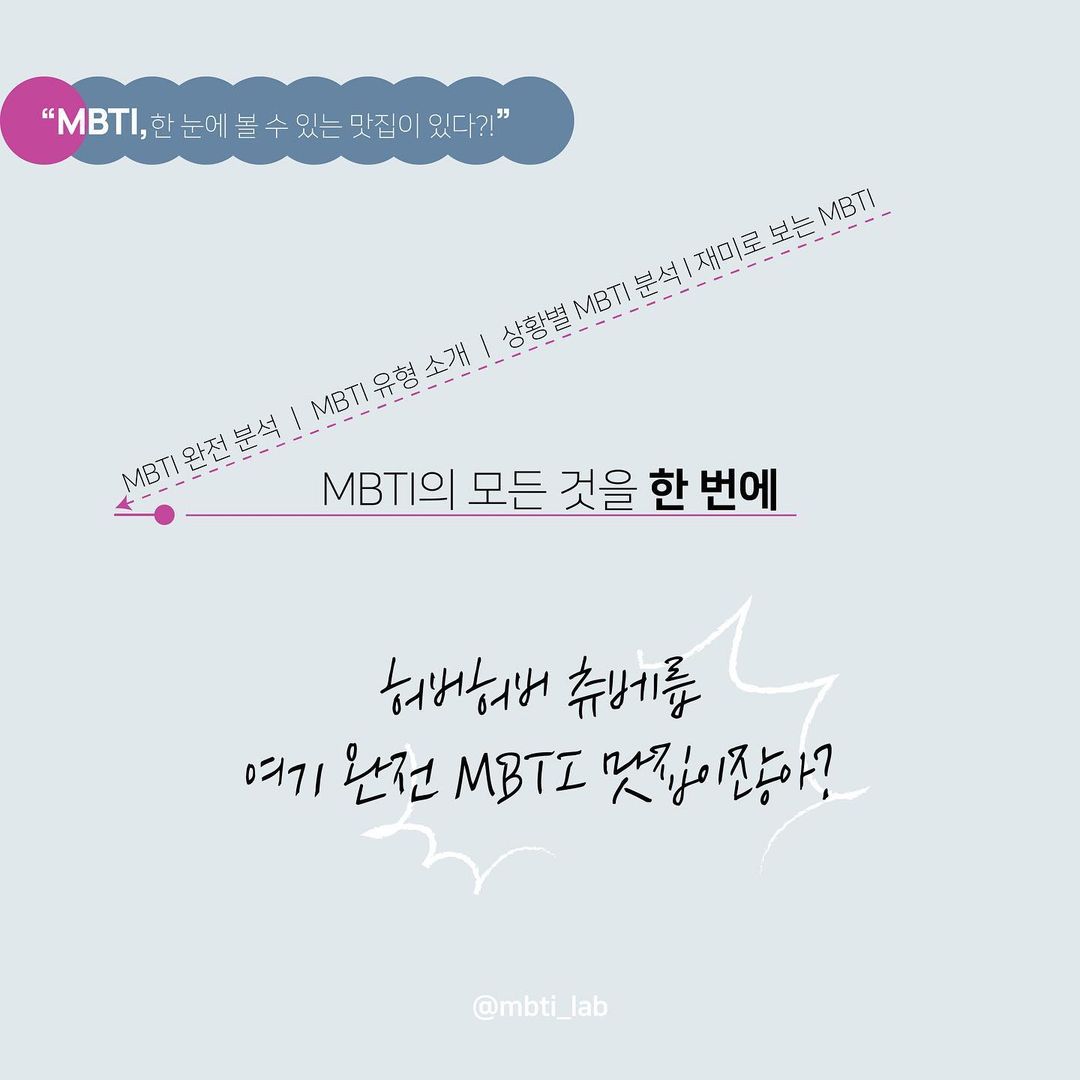 “MBTI, 한 눈에 볼 수 있는 맛집이 있다?!”
MBTI 완전 분석 | MBTI 유형 소개 | 상황별 MBTI 분석 | 재미로 보는 MBTI
MBTI의 모든 것을 한 번에
허버허버 츄베릅
여기 완전 MBTI 맛집이잖아?
@mbti_lab